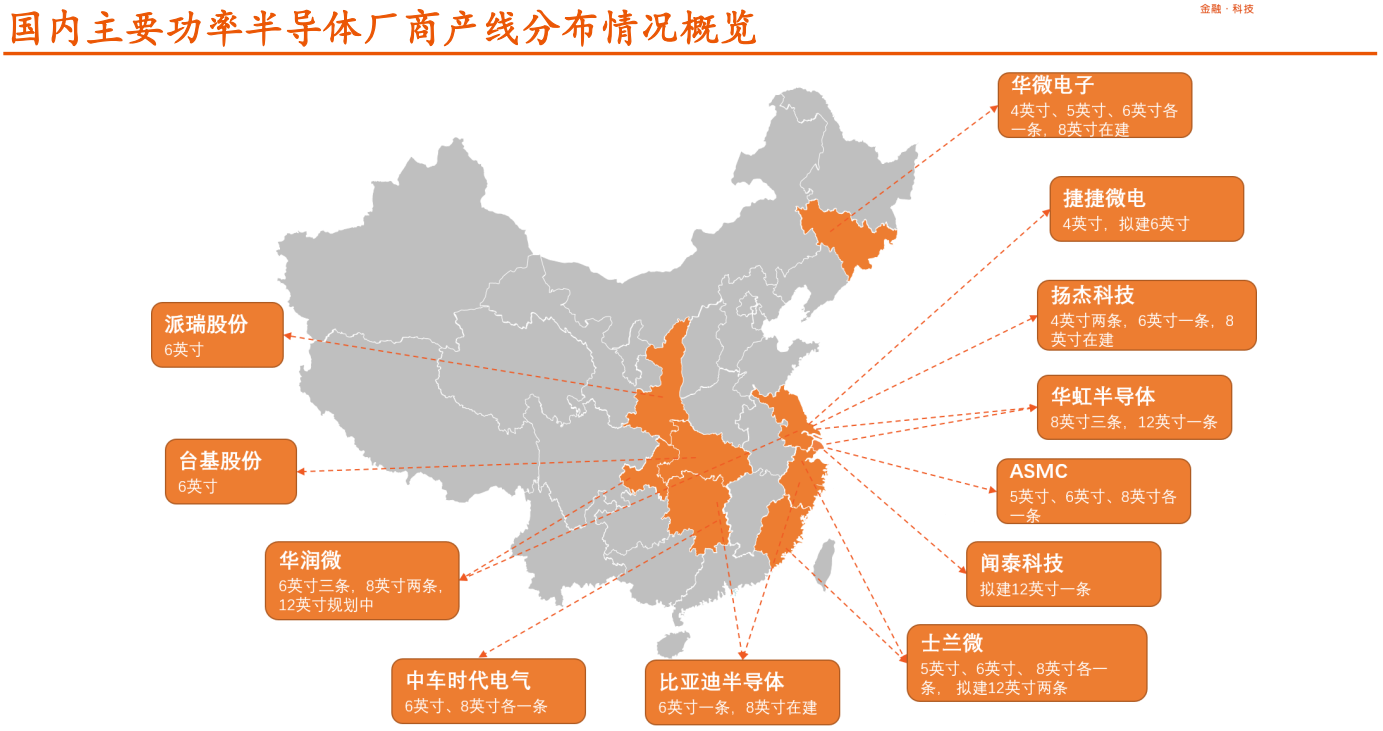 金融·科技
国内主要功率半导体厂商产线分布情况概览
华微电子
4英寸、5英寸、6英寸各
一条，8英寸在建
捷捷微电
4英寸，拟建6英寸
扬杰科技
4英寸两条，6英寸一条，8
英寸在建
派瑞股份
6英寸
华虹半导体
8英寸三条，12英寸一条
台基股份
6英寸
ASMC
5英寸、6英寸、8英寸各
一条
华润微
6英寸三条，8英寸两条，
12英寸规划中
闻泰科技
拟建12英寸一条
士兰微
5英寸、6英寸、 8英寸各一
条， 拟建12英寸两条
中车时代电气
6英寸、8英寸各一条
比亚迪半导体
6英寸一条，8英寸在建